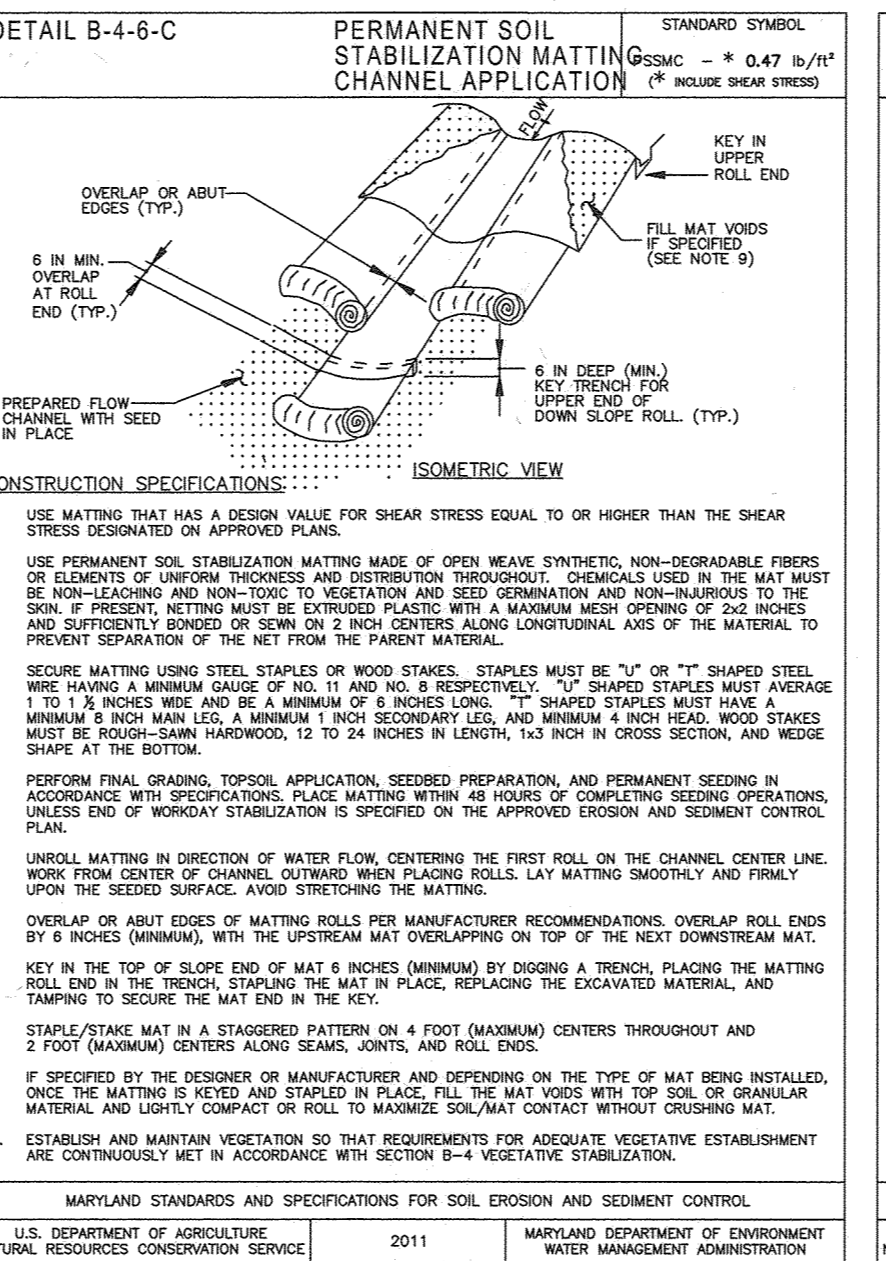 DETAIL B-4-6-C
PERMANENT SOIL
STABILIZATION MATTING
CHANNEL APPLICATION
STANDARD SYMBOL
PSSMC - * 0.47 lb/ft²
(* INCLUDE SHEAR STRESS)
FLOW
KEY IN
UPPER
ROLL END
OVERLAP OR ABUT
EDGES (TYP.)
FILL MAT VOIDS
IF SPECIFIED
(SEE NOTE 9)
6 IN MIN.
OVERLAP
AT ROLL
END (TYP.)
6 IN DEEP (MIN.)
KEY TRENCH FOR
UPPER END OF
DOWN SLOPE ROLL. (TYP.)
PREPARED FLOW
CHANNEL WITH SEED
IN PLACE
ISOMETRIC VIEW
ONSTRUCTION SPECIFICATIONS:
USE MATTING THAT HAS A DESIGN VALUE FOR SHEAR STRESS EQUAL TO OR HIGHER THAN THE SHEAR
STRESS DESIGNATED ON APPROVED PLANS.
USE PERMANENT SOIL STABILIZATION MATTING MADE OF OPEN WEAVE SYNTHETIC, NON-DEGRADABLE FIBERS
OR ELEMENTS OF UNIFORM THICKNESS AND DISTRIBUTION THROUGHOUT. CHEMICALS USED IN THE MAT MUST
BE NON-LEACHING AND NON-TOXIC TO VEGETATION AND SEED GERMINATION AND NON-INJURIOUS TO THE
SKIN. IF PRESENT, NETTING MUST BE EXTRUDED PLASTIC WITH A MAXIMUM MESH OPENING OF 2x2 INCHES
AND SUFFICIENTLY BONDED OR SEWN ON 2 INCH CENTERS ALONG LONGITUDINAL AXIS OF THE MATERIAL TO
PREVENT SEPARATION OF THE NET FROM THE PARENT MATERIAL.
SECURE MATTING USING STEEL STAPLES OR WOOD STAKES. STAPLES MUST BE "U" OR "T" SHAPED STEEL
WIRE HAVING A MINIMUM GAUGE OF NO. 11 AND NO. 8 RESPECTIVELY. "U" SHAPED STAPLES MUST AVERAGE
1 TO 1 ½ INCHES WIDE AND BE A MINIMUM OF 6 INCHES LONG. "T" SHAPED STAPLES MUST HAVE A
MINIMUM 8 INCH MAIN LEG, A MINIMUM 1 INCH SECONDARY LEG, AND MINIMUM 4 INCH HEAD. WOOD STAKES
MUST BE ROUGH-SAWN HARDWOOD, 12 TO 24 INCHES IN LENGTH, 1x3 INCH IN CROSS SECTION, AND WEDGE
SHAPE AT THE BOTTOM.
PERFORM FINAL GRADING, TOPSOIL APPLICATION, SEEDBED PREPARATION, AND PERMANENT SEEDING IN
ACCORDANCE WITH SPECIFICATIONS. PLACE MATTING WITHIN 48 HOURS OF COMPLETING SEEDING OPERATIONS,
UNLESS END OF WORKDAY STABILIZATION IS SPECIFIED ON THE APPROVED EROSION AND SEDIMENT CONTROL
PLAN.
UNROLL MATTING IN DIRECTION OF WATER FLOW, CENTERING THE FIRST ROLL ON THE CHANNEL CENTER LINE.
WORK FROM CENTER OF CHANNEL OUTWARD WHEN PLACING ROLLS. LAY MATTING SMOOTHLY AND FIRMLY
UPON THE SEEDED SURFACE. AVOID STRETCHING THE MATTING.
OVERLAP OR ABUT EDGES OF MATTING ROLLS PER MANUFACTURER RECOMMENDATIONS. OVERLAP ROLL ENDS
BY 6 INCHES (MINIMUM), WITH THE UPSTREAM MAT OVERLAPPING ON TOP OF THE NEXT DOWNSTREAM MAT.
KEY IN THE TOP OF SLOPE END OF MAT 6 INCHES (MINIMUM) BY DIGGING A TRENCH, PLACING THE MATTING
ROLL END IN THE TRENCH, STAPLING THE MAT IN PLACE, REPLACING THE EXCAVATED MATERIAL, AND
TAMPING TO SECURE THE MAT END IN THE KEY.
STAPLE/STAKE MAT IN A STAGGERED PATTERN ON 4 FOOT (MAXIMUM) CENTERS THROUGHOUT AND
2 FOOT (MAXIMUM) CENTERS ALONG SEAMS, JOINTS, AND ROLL ENDS.
IF SPECIFIED BY THE DESIGNER OR MANUFACTURER AND DEPENDING ON THE TYPE OF MAT BEING INSTALLED,
ONCE THE MATTING IS KEYED AND STAPLED IN PLACE, FILL THE MAT VOIDS WITH TOP SOIL OR GRANULAR
MATERIAL AND LIGHTLY COMPACT OR ROLL TO MAXIMIZE SOIL/MAT CONTACT WITHOUT CRUSHING MAT.
. ESTABLISH AND MAINTAIN VEGETATION SO THAT REQUIREMENTS FOR ADEQUATE VEGETATIVE ESTABLISHMENT
ARE CONTINUOUSLY MET IN ACCORDANCE WITH SECTION B-4 VEGETATIVE STABILIZATION.
MARYLAND STANDARDS AND SPECIFICATIONS FOR SOIL EROSION AND SEDIMENT CONTROL
U.S. DEPARTMENT OF AGRICULTURE
TURAL RESOURCES CONSERVATION SERVICE
2011
MARYLAND DEPARTMENT OF ENVIRONMENT
WATER MANAGEMENT ADMINISTRATION